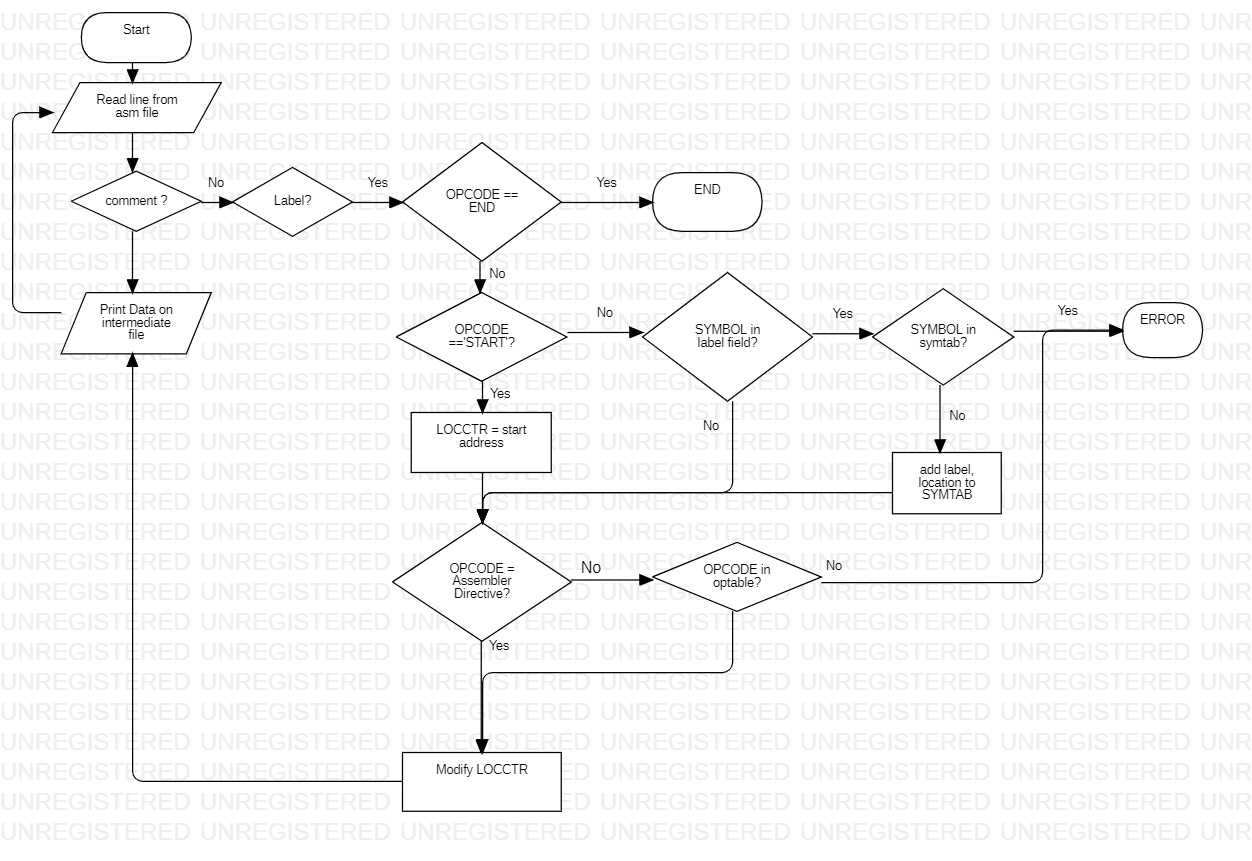 Start
Read line from
asm file
comment ?
No
Label?
Yes
OPCODE ==
END
Yes
END
No
Print Data on
intermediate
file
OPCODE
=='START'?
No
SYMBOL in
label field?
Yes
SYMBOL in
symtab?
Yes
ERROR
Yes
No
No
LOCCTR = start
address
add label,
location to
SYMTAB
OPCODE =
Assembler
Directive?
No
OPCODE in
optable?
No
Yes
Modify LOCCTR
UNREGISTERED